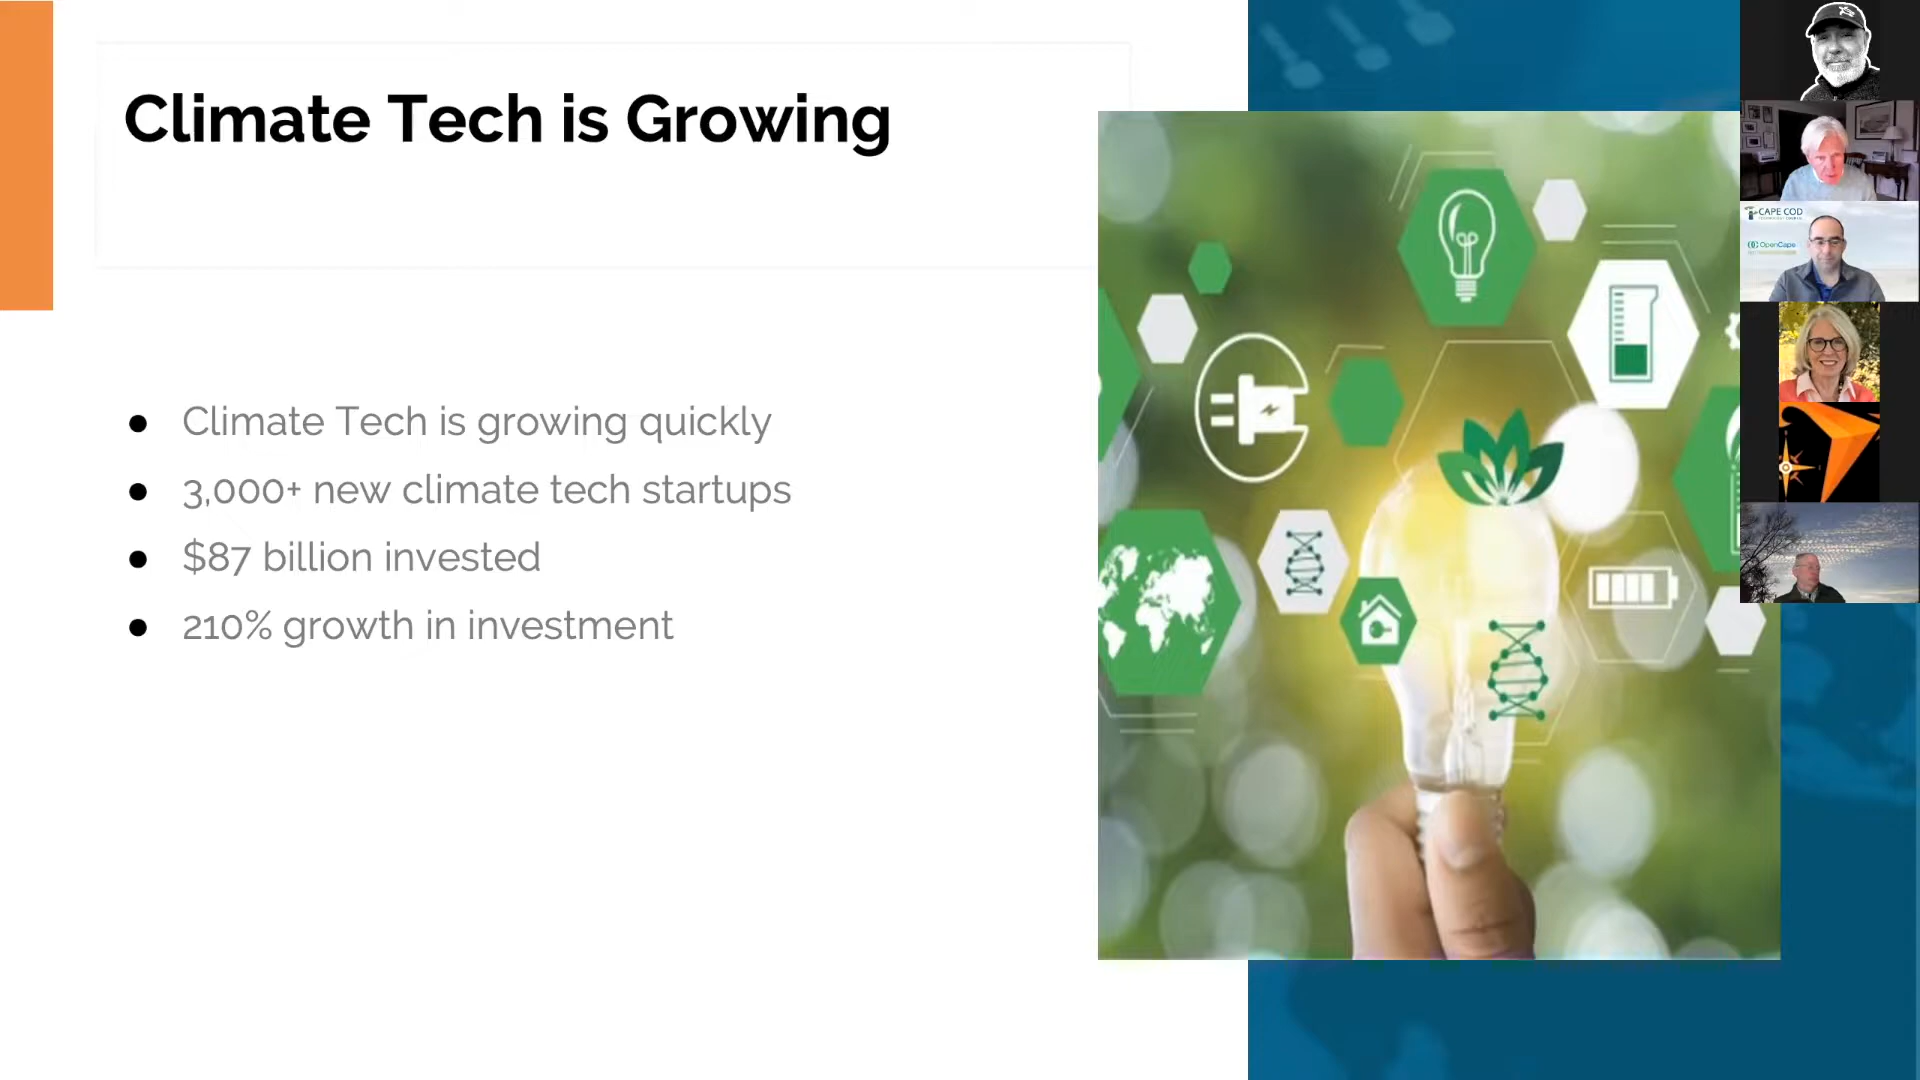 Climate Tech is Growing
● Climate Tech is growing quickly
● 3,000+ new climate tech startups
● $87 billion invested
● 210% growth in investment
CAPE COD
OpenCape